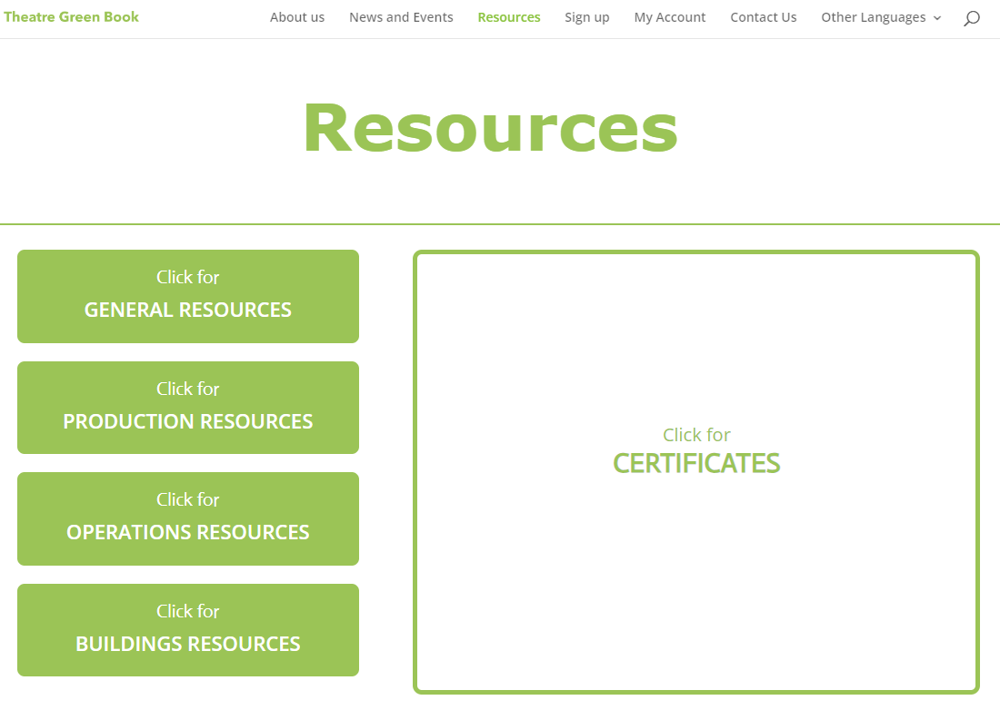 Theatre Green Book
About us News and Events Resources Sign up My Account Contact Us Other Languages
Resources
Click for
GENERAL RESOURCES
Click for
PRODUCTION RESOURCES
Click for
OPERATIONS RESOURCES
Click for
BUILDINGS RESOURCES
Click for
CERTIFICATES